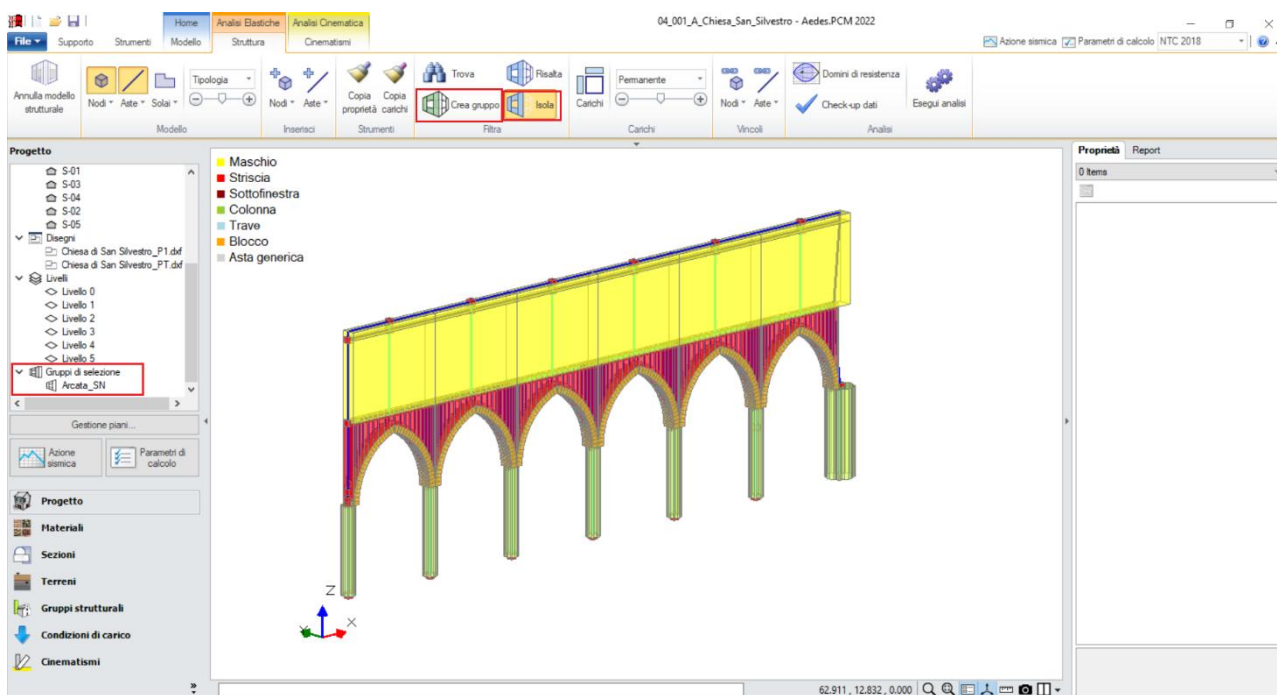 Home
Analisi Elastiche
Analisi Cinematica
04_001_A_Chiesa_San_Silvestro - Aedes.PCM 2022
File
Supporto
Strumenti
Modello
Struttura
Cinematismi
Azione sismica
Parametri di calcolo
NTC 2018
Annulla modello
strutturale
Nodi
Aste
Solai
Tipologia
Modello
Nodi
Aste
Inserisci
Copia
proprietà
Copia
carichi
Strumenti
Trova
Risalta
Crea gruppo
Isola
Filtra
Carichi
Permanente
Carichi
Nodi
Aste
Vincoli
Domini di resistenza
Check-up dati
Esegui analisi
Analisi
Progetto
S-01
S-03
S-04
S-02
S-05
Disegni
Chiesa di San Silvestro_P1.dxf
Chiesa di San Silvestro_PT.dxf
Livelli
Livello 0
Livello 1
Livello 2
Livello 3
Livello 4
Livello 5
Gruppi di selezione
Arcata_SN
Gestione piani...
Azione
sismica
Parametri di
calcolo
Progetto
Materiali
Sezioni
Terreni
Gruppi strutturali
Condizioni di carico
Cinematismi
Maschio
Striscia
Sottofinestra
Colonna
Trave
Blocco
Asta generica
Z
X
Proprietà
Report
0 Items
62.911 , 12.832 , 0.000